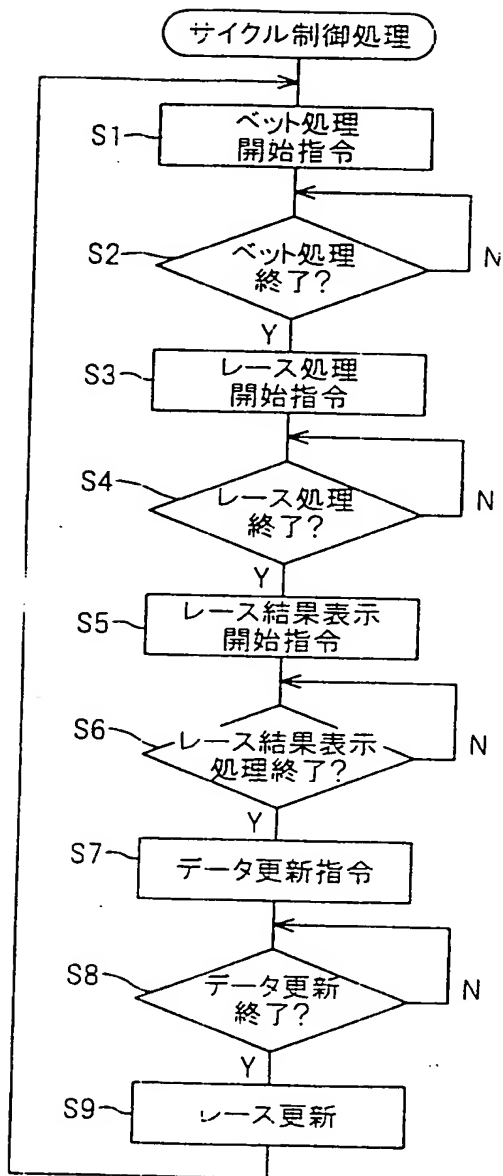 サイクル制御処理
S1
ベット処理
開始指令
S2
ベット処理
終了?
N
Y
S3
レース処理
開始指令
S4
レース処理
終了?
N
Y
S5
レース結果表示
開始指令
S6
レース結果表示
処理終了?
N
Y
S7
データ更新指令
S8
データ更新
終了?
N
Y
S9
レース更新